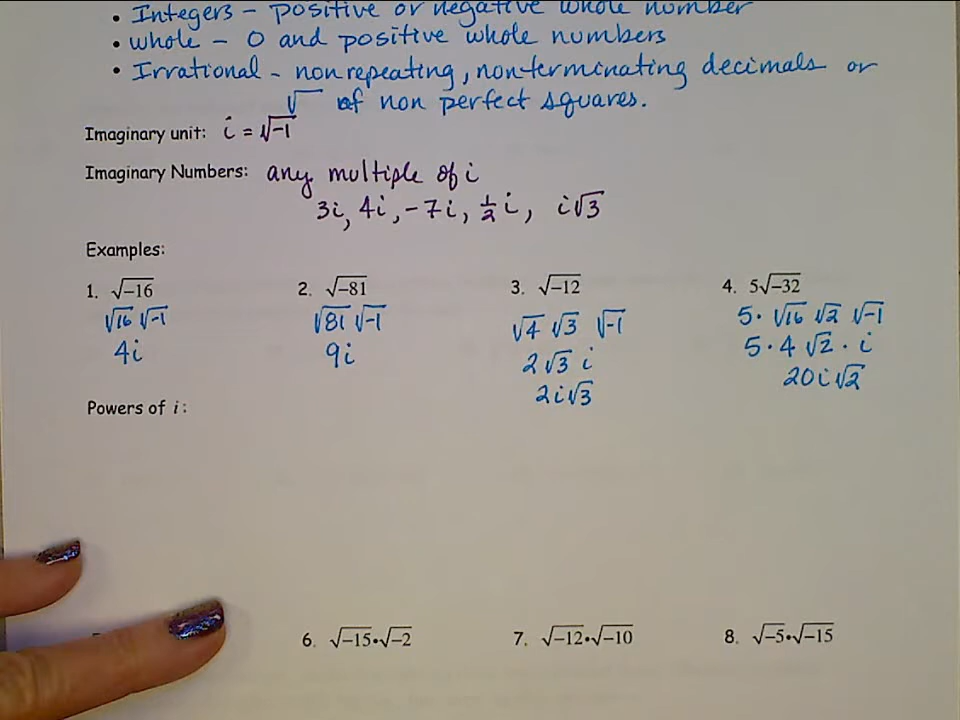 • Integers – positive or negative whole number
• whole – 0 and positive whole numbers
• Irrational – nonrepeating, nonterminating decimals or
√ of non perfect squares.
Imaginary unit: i = √-1
Imaginary Numbers: any multiple of i
3i, 4i, -7i, 1/2 i, i√3
Examples:
1. √-16 2. √-81 3. √-12 4. 5√-32
√16 √-1 √81 √-1 √4 √3 √-1 5· √16 √2 √-1
4i 9i 2√3 i 5·4√2 · i
2i√3 20i√2
Powers of i:
6. √-15•√-2 7. √-12•√-10 8. √-5•√-15